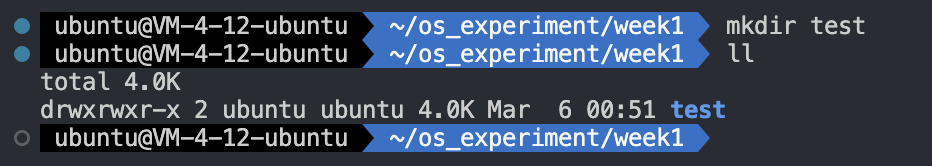 ubuntu@VM-4-12-ubuntu ~/os_experiment/week1 mkdir test
ubuntu@VM-4-12-ubuntu ~/os_experiment/week1 ll
total 4.0K
drwxrwxr-x 2 ubuntu ubuntu 4.0K Mar  6 00:51 test
ubuntu@VM-4-12-ubuntu ~/os_experiment/week1